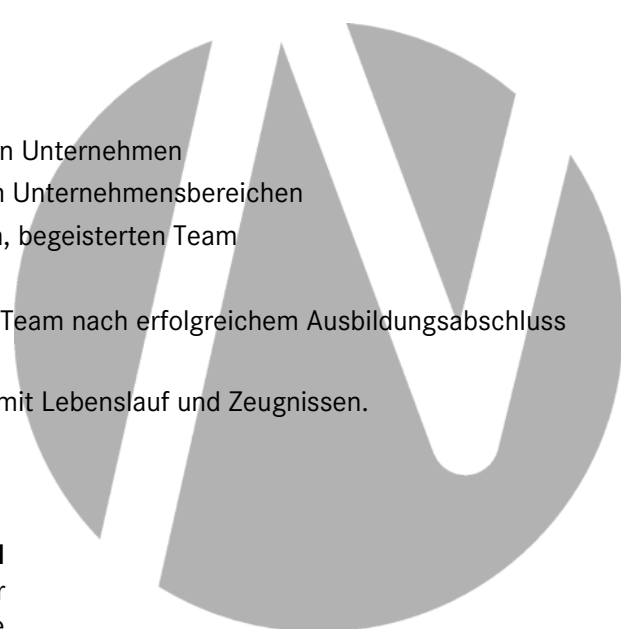 n Unternehmen
n Unternehmensbereichen
, begeisterten Team
Team nach erfolgreichem Ausbildungsabschluss
mit Lebenslauf und Zeugnissen.
r
e